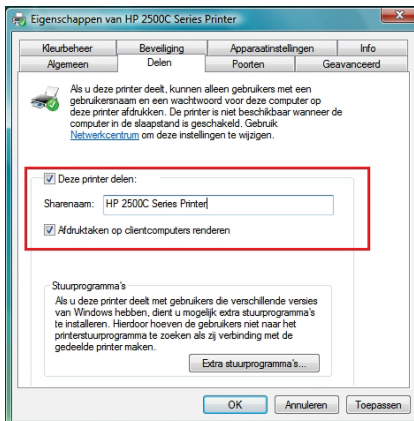 Eigenschappen van HP 2500C Series Printer
Kleurbeheer Beveiliging Apparaatinstellingen Info
Algemeen Delen Poorten Geavanceerd
Als u deze printer deelt, kunnen alleen gebruikers met een
gebruikersnaam en een wachtwoord voor deze computer op
deze printer afdrukken. De printer is niet beschikbaar wanneer de
computer in de slaapstand is geschakeld. Gebruik
Netwerkcentrum om deze instellingen te wijzigen.
Deze printer delen:
Sharenaam: HP 2500C Series Printer
Afdruktaken op clientcomputers renderen
Stuurprogramma's
Als u deze printer deelt met gebruikers die verschillende versies
van Windows hebben, dient u mogelijk extra stuurprogramma's
te installeren. Hierdoor hoeven de gebruikers niet naar het
printerstuurprogramma te zoeken als zij verbinding met de
gedeelde printer maken.
Extra stuurprogramma's...
OK Annuleren Toepassen